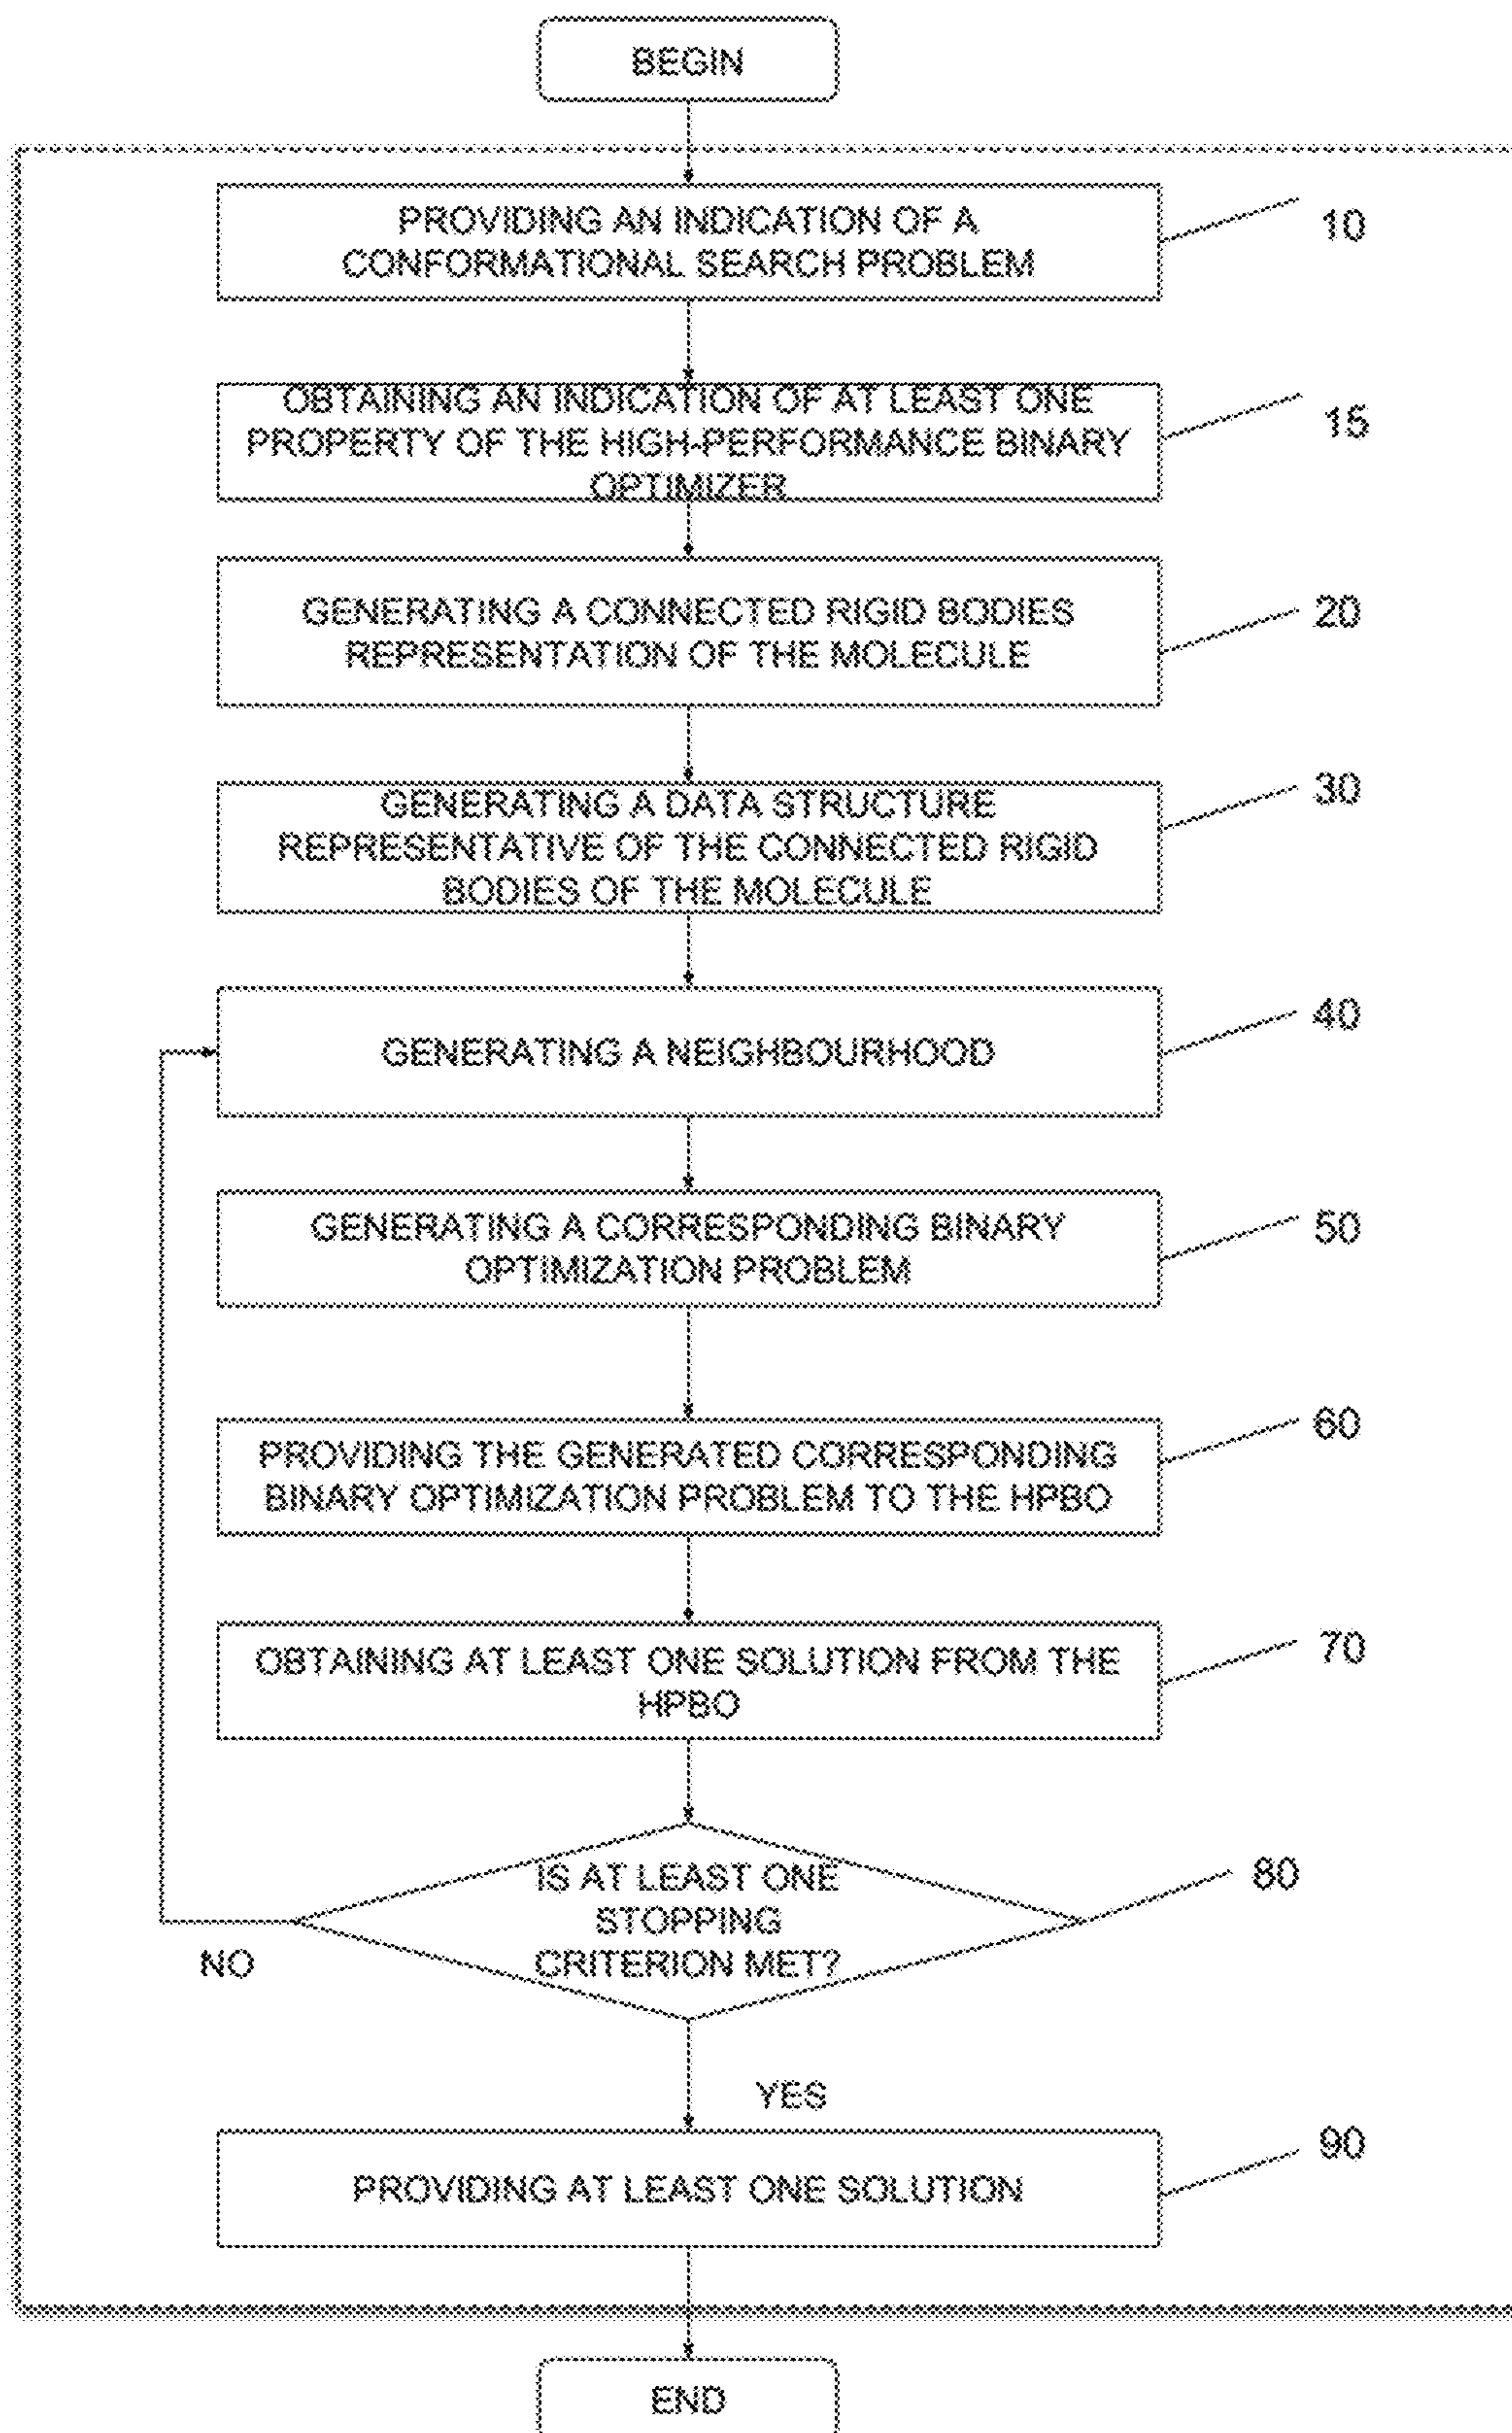 BEGIN
PROVIDING AN INDICATION OF A
CONFORMATIONAL SEARCH PROBLEM
10
OBTAINING AN INDICATION OF AT LEAST ONE
PROPERTY OF THE HIGH-PERFORMANCE BINARY
OPTIMIZER
15
GENERATING A CONNECTED RIGID BODIES
REPRESENTATION OF THE MOLECULE
20
GENERATING A DATA STRUCTURE
REPRESENTATIVE OF THE CONNECTED RIGID
BODIES OF THE MOLECULE
30
GENERATING A NEIGHBOURHOOD
40
GENERATING A CORRESPONDING BINARY
OPTIMIZATION PROBLEM
50
PROVIDING THE GENERATED CORRESPONDING
BINARY OPTIMIZATION PROBLEM TO THE HPBO
60
OBTAINING AT LEAST ONE SOLUTION FROM THE
HPBO
70
IS AT LEAST ONE
STOPPING
CRITERION MET?
80
NO
YES
PROVIDING AT LEAST ONE SOLUTION
90
END